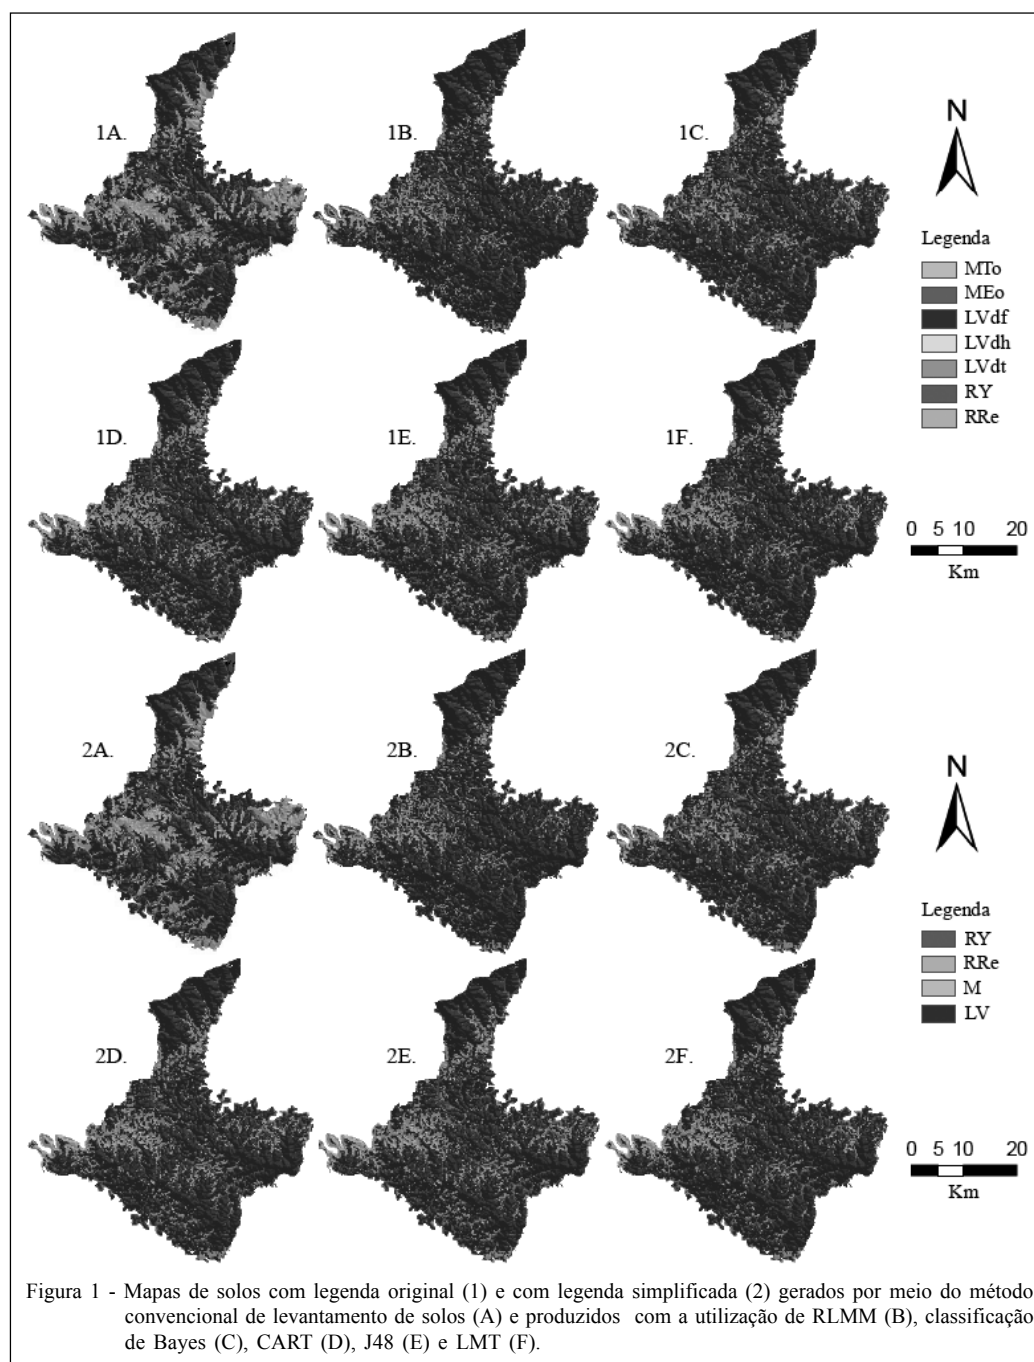 1A.
1B.
1C.
N
Legenda
MTo
MEo
LVdf
LVdh
LVdt
RY
RRe
1D.
1E.
1F.
0 5 10 20
Km
2A.
2B.
2C.
N
Legenda
RY
RRe
M
LV
2D.
2E.
2F.
0 5 10 20
Km
Figura 1 - Mapas de solos com legenda original (1) e com legenda simplificada (2) gerados por meio do método
convencional de levantamento de solos (A) e produzidos com a utilização de RLMM (B), classificação
de Bayes (C), CART (D), J48 (E) e LMT (F).